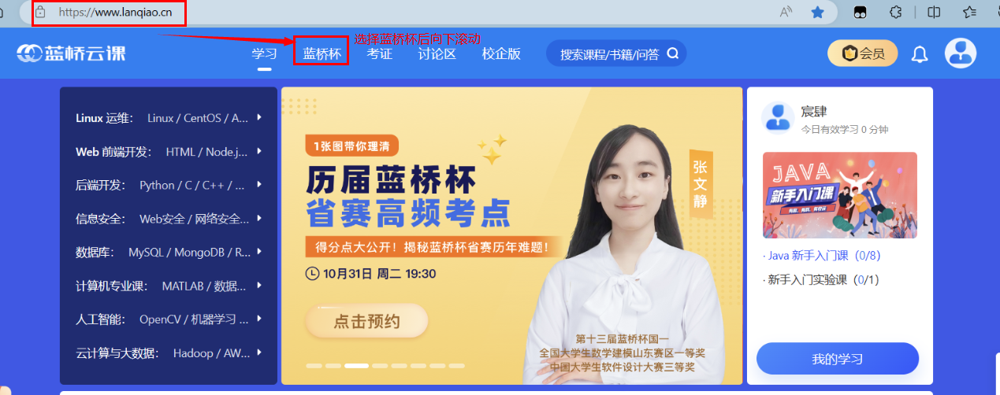 https://www.lanqiao.cn
选择蓝桥杯后向下滚动
蓝桥云课 学习 蓝桥杯 考证 讨论区 校企版 搜索课程/书籍/问答 会员
Linux 运维： Linux / CentOS / A...
Web 前端开发： HTML / Node.j...
后端开发： Python / C / C++ / ...
信息安全： Web安全 / 网络安全...
数据库： MySQL / MongoDB / R...
计算机专业课： MATLAB / 数据...
人工智能： OpenCV / 机器学习 ...
云计算与大数据： Hadoop / AW...
1张图带你理清
历届蓝桥杯
省赛高频考点
得分点大公开！揭秘蓝桥杯省赛历年难题！
10月31日 周二 19:30
点击预约
张文静
第十三届蓝桥杯国一
全国大学生数学建模山东赛区一等奖
中国大学生软件设计大赛三等奖
宸肆
今日有效学习 0 分钟
JAVA
新手入门课
· Java 新手入门课（0/8）
· 新手入门实验课（0/1）
我的学习